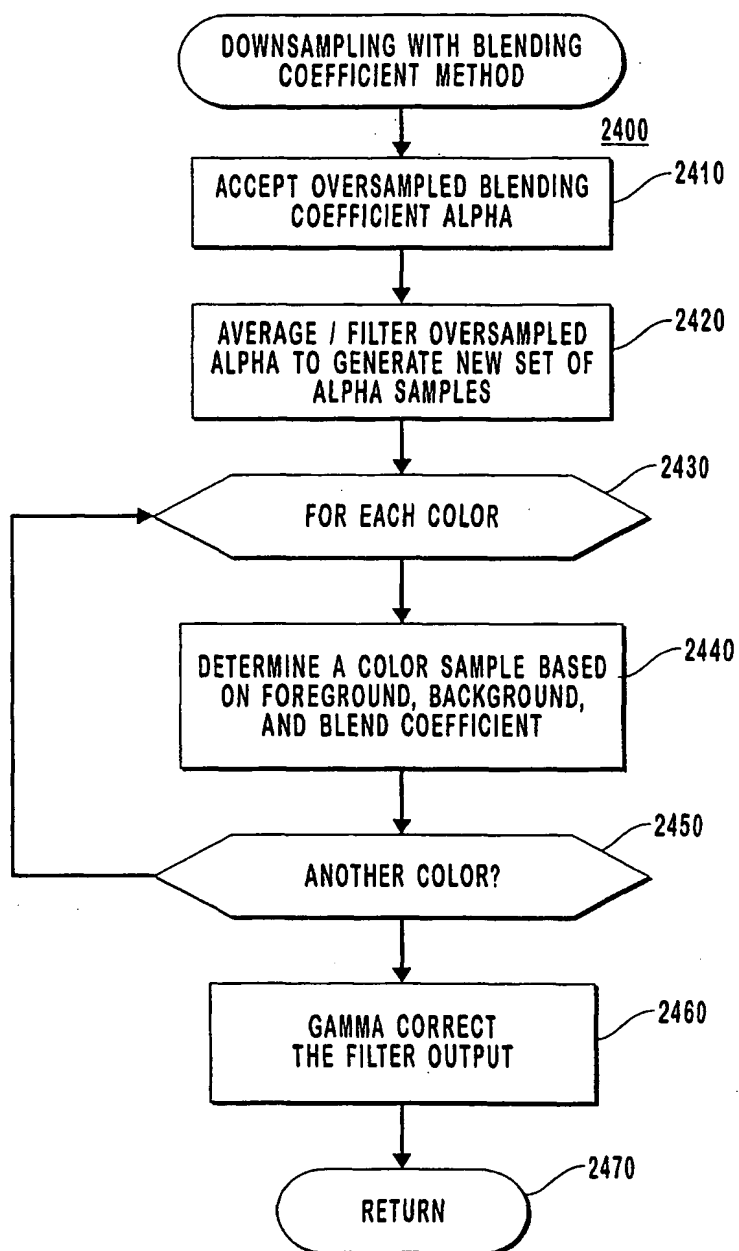 DOWNSAMPLING WITH BLENDING
COEFFICIENT METHOD
2400
ACCEPT OVERSAMPLED BLENDING
COEFFICIENT ALPHA
2410
AVERAGE / FILTER OVERSAMPLED
ALPHA TO GENERATE NEW SET OF
ALPHA SAMPLES
2420
FOR EACH COLOR
2430
DETERMINE A COLOR SAMPLE BASED
ON FOREGROUND, BACKGROUND,
AND BLEND COEFFICIENT
2440
ANOTHER COLOR?
2450
GAMMA CORRECT
THE FILTER OUTPUT
2460
RETURN
2470